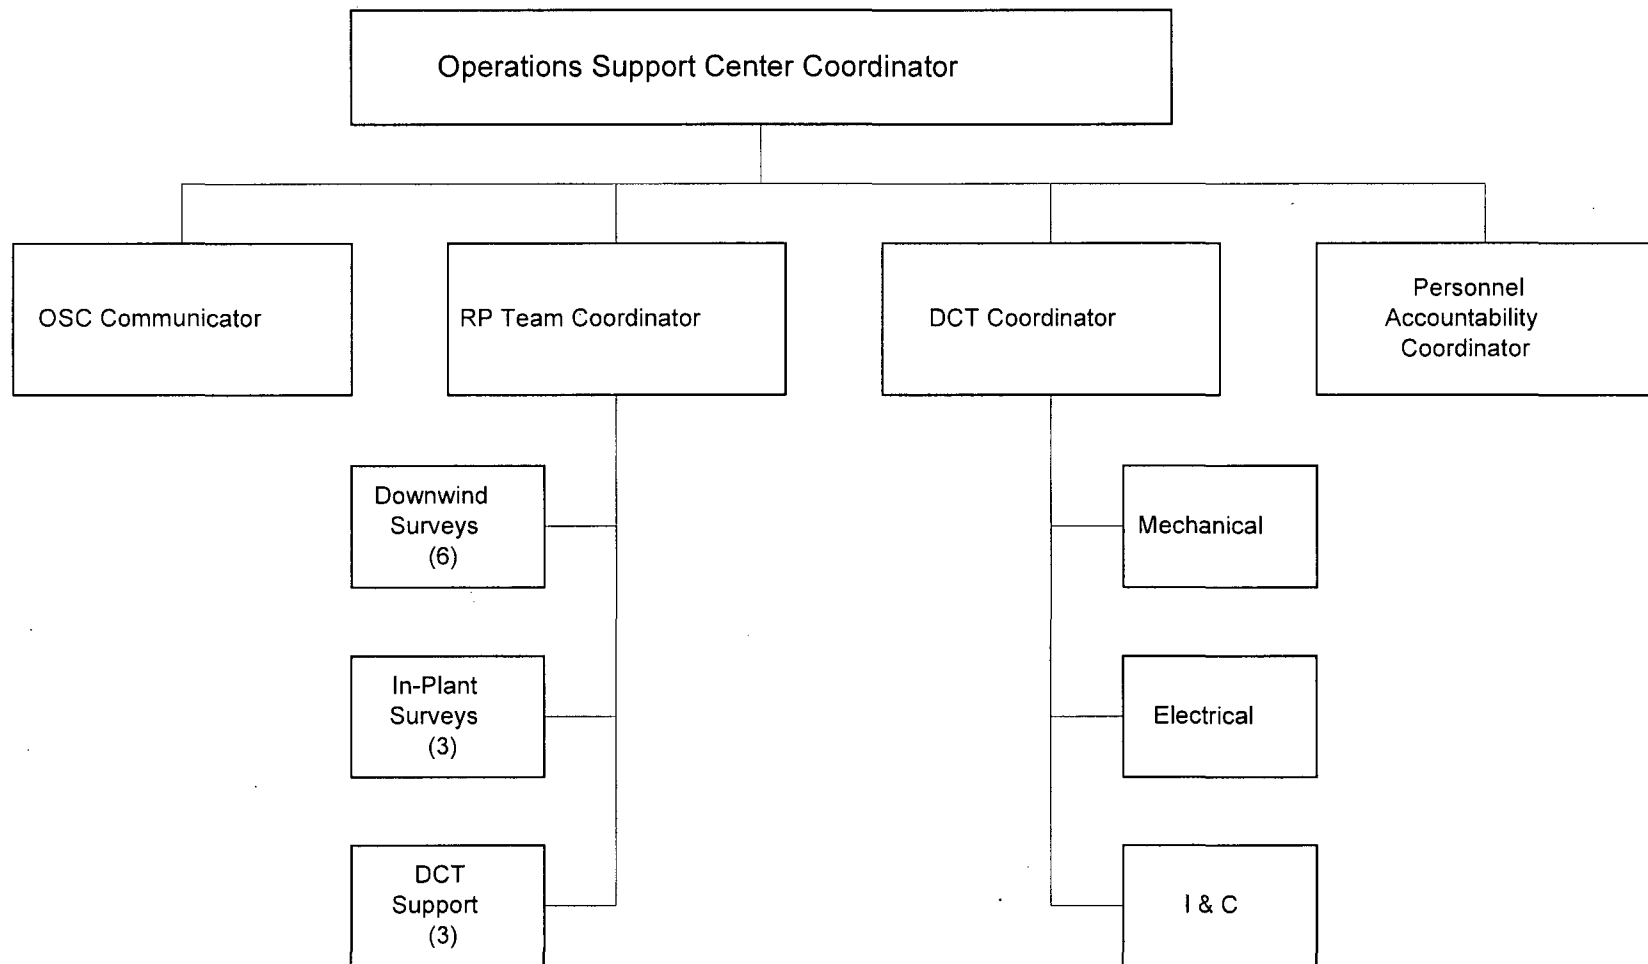 Operations Support Center Coordinator
OSC Communicator
RP Team Coordinator
DCT Coordinator
Personnel
Accountability
Coordinator
Downwind
Surveys
(6)
Mechanical
In-Plant
Surveys
(3)
Electrical
DCT
Support
(3)
I & C